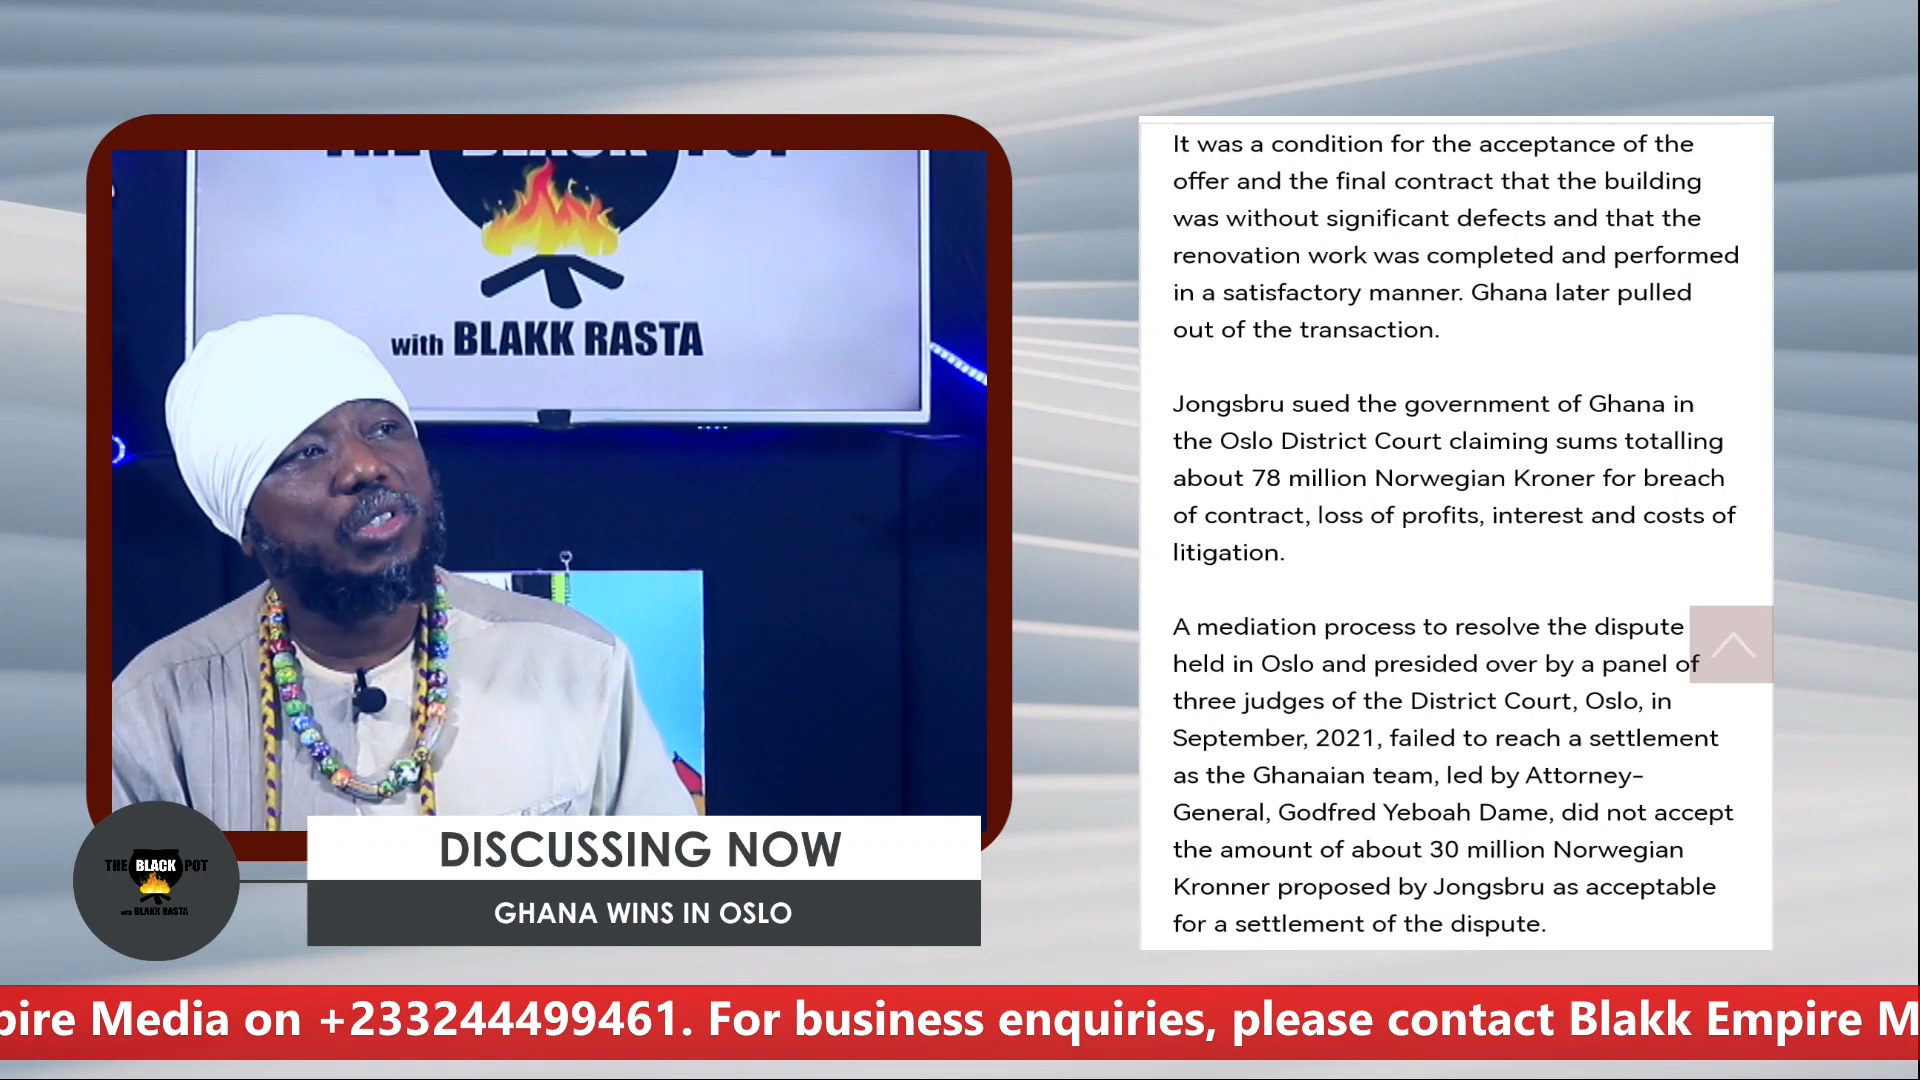 THE BLACK POT
with BLAKK RASTA
It was a condition for the acceptance of the
offer and the final contract that the building
was without significant defects and that the
renovation work was completed and performed
in a satisfactory manner. Ghana later pulled
out of the transaction.
Jongsbru sued the government of Ghana in
the Oslo District Court claiming sums totalling
about 78 million Norwegian Kroner for breach
of contract, loss of profits, interest and costs of
litigation.
A mediation process to resolve the dispute
held in Oslo and presided over by a panel of
three judges of the District Court, Oslo, in
September, 2021, failed to reach a settlement
as the Ghanaian team, led by Attorney-
General, Godfred Yeboah Dame, did not accept
the amount of about 30 million Norwegian
Kronner proposed by Jongsbru as acceptable
for a settlement of the dispute.
THE BLACK POT
with BLAKK RASTA
DISCUSSING NOW
GHANA WINS IN OSLO
pire Media on +233244499461. For business enquiries, please contact Blakk Empire M